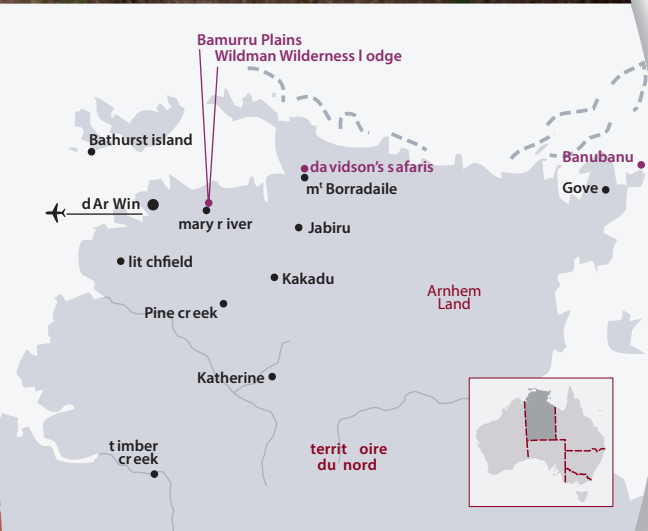 Bamurru Plains
Wildman Wilderness l odge
Bathurst island
da vidson's s afaris
Banubanu
mᵗ Borradaile
Gove
d Ar Win
mary r iver
Jabiru
lit chfield
Kakadu
Arnhem
Land
Pine cr eek
Katherine
territ oire
du nord
t imber
cr eek